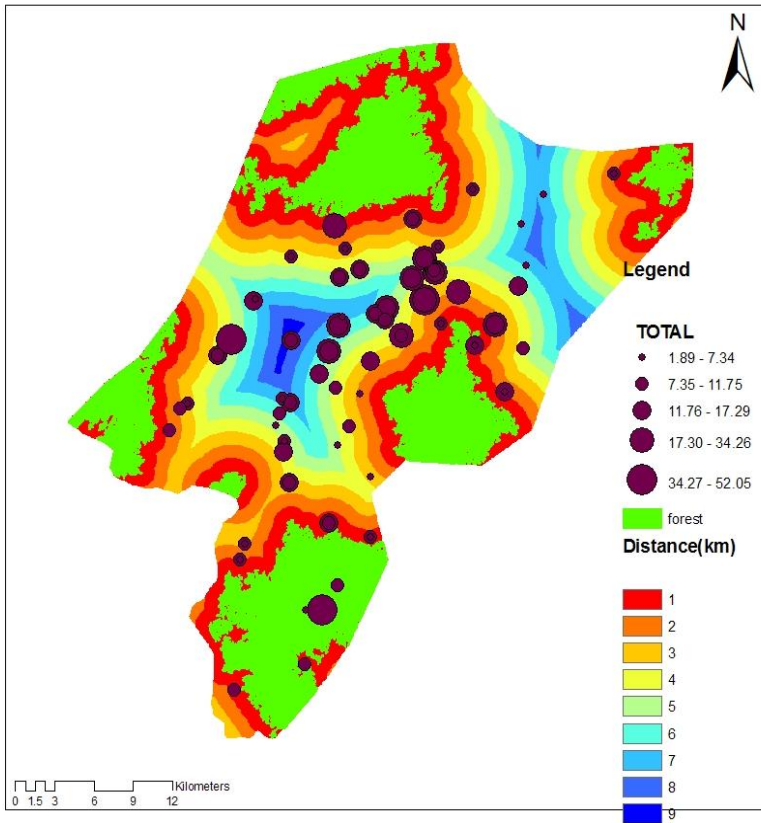 N
Legend
TOTAL
1.89 - 7.34
7.35 - 11.75
11.76 - 17.29
17.30 - 34.26
34.27 - 52.05
forest
Distance(km)
1
2
3
4
5
6
7
8
9
Kilometers
0 1.5 3 6 9 12